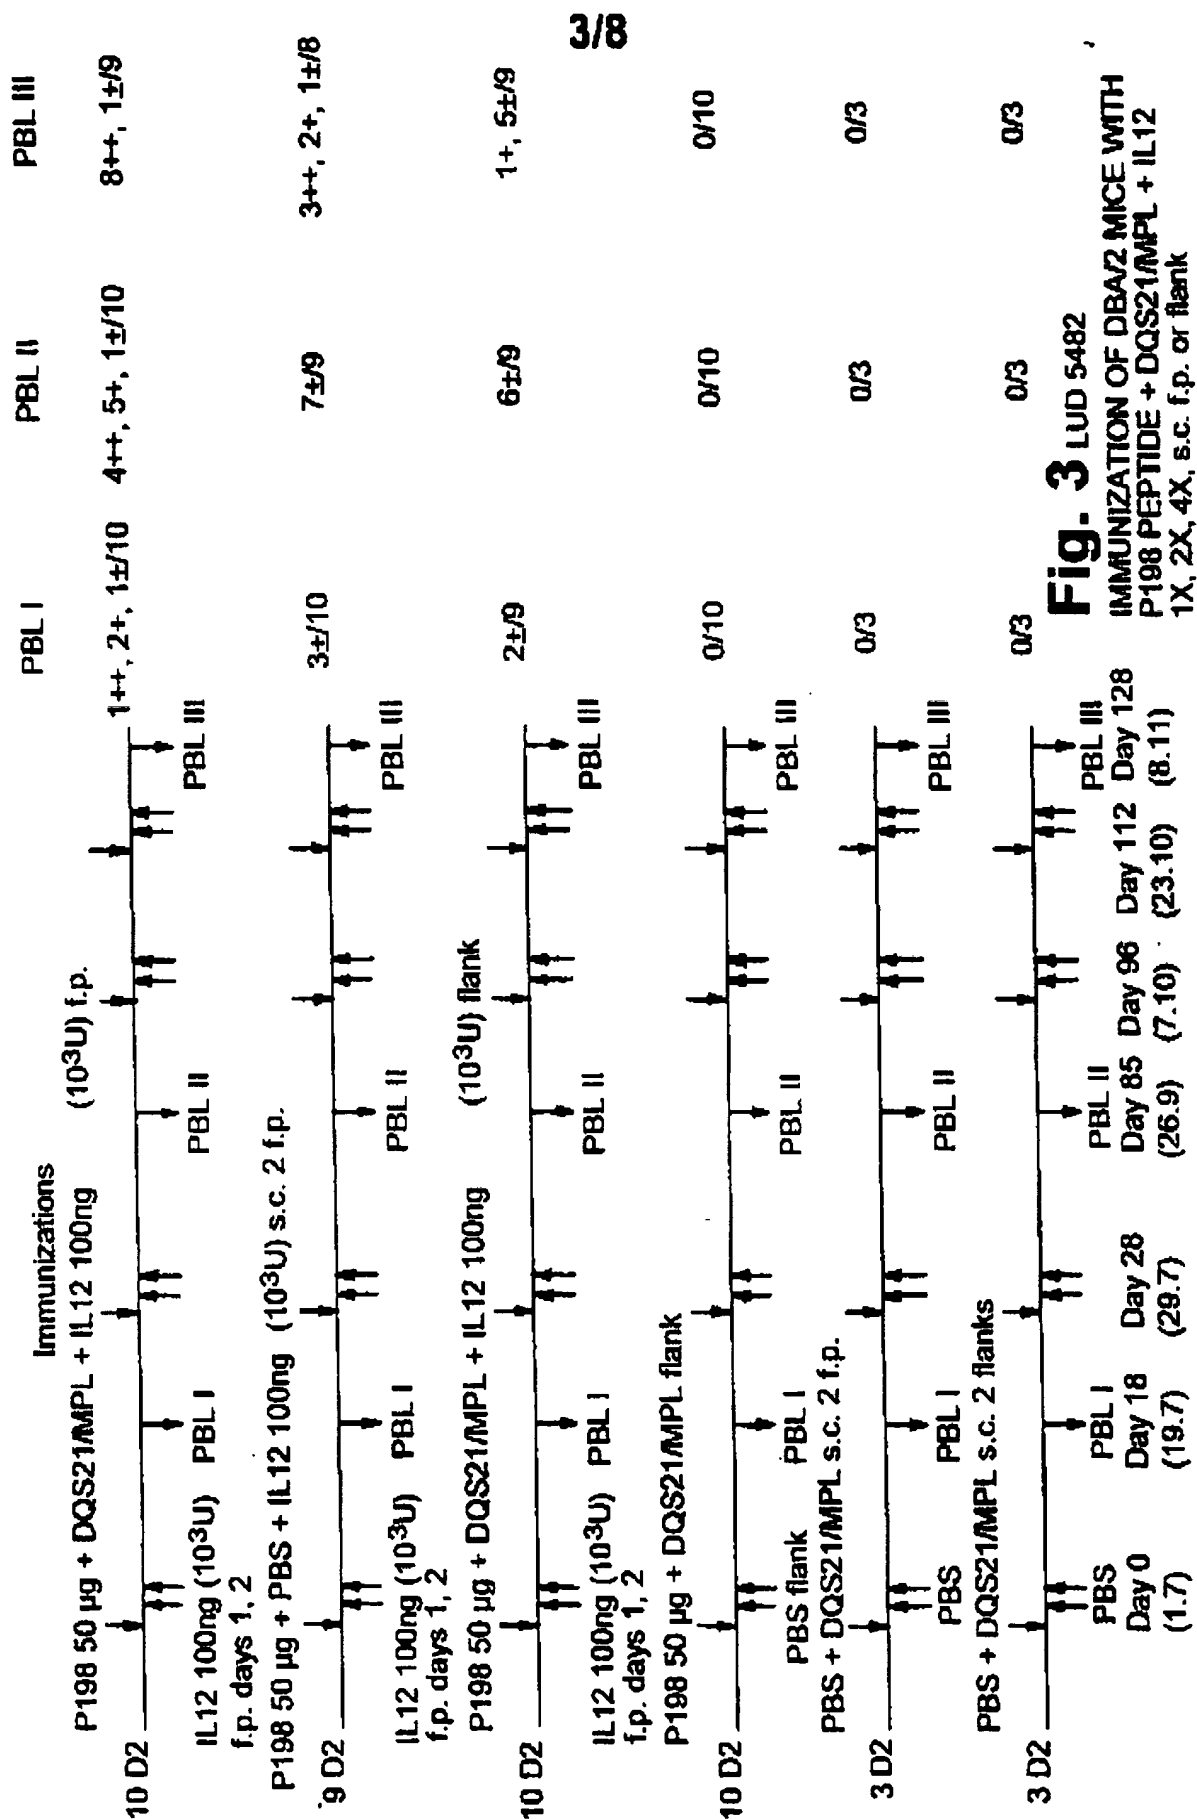 3/8
Immunizations
PBL I
PBL II
PBL III
P198 50 µg + DQS21/MPL + IL12 100ng (10³U) f.p.
10 D2
1++, 2+, 1±/10
4++, 5+, 1±/10
8++, 1±/9
IL12 100ng (10³U)
f.p. days 1, 2
PBL I
PBL II
PBL III
P198 50 µg + PBS + IL12 100ng (10³U) s.c. 2 f.p.
9 D2
3±/10
7±/9
3++, 2+, 1±/8
IL12 100ng (10³U)
f.p. days 1, 2
PBL I
PBL II
PBL III
P198 50 µg + DQS21/MPL + IL12 100ng (10³U) flank
10 D2
2±/9
6±/9
1+, 5±/9
IL12 100ng (10³U)
f.p. days 1, 2
PBL I
PBL II
PBL III
P198 50 µg + DQS21/MPL flank
10 D2
0/10
0/10
0/10
PBS flank
PBL I
PBL II
PBL III
PBS + DQS21/MPL s.c. 2 f.p.
3 D2
0/3
0/3
0/3
PBS
PBL I
PBL II
PBL III
PBS + DQS21/MPL s.c. 2 flanks
3 D2
0/3
0/3
0/3
PBS
PBL I
PBL II
PBL III
Day 0
Day 18
Day 28
Day 85
Day 96
Day 112
Day 128
(1.7)
(19.7)
(29.7)
(26.9)
(7.10)
(23.10)
(8.11)
Fig. 3 LUD 5482
IMMUNIZATION OF DBA/2 MICE WITH
P198 PEPTIDE + DQS21/MPL + IL12
1X, 2X, 4X, s.c. f.p. or flank